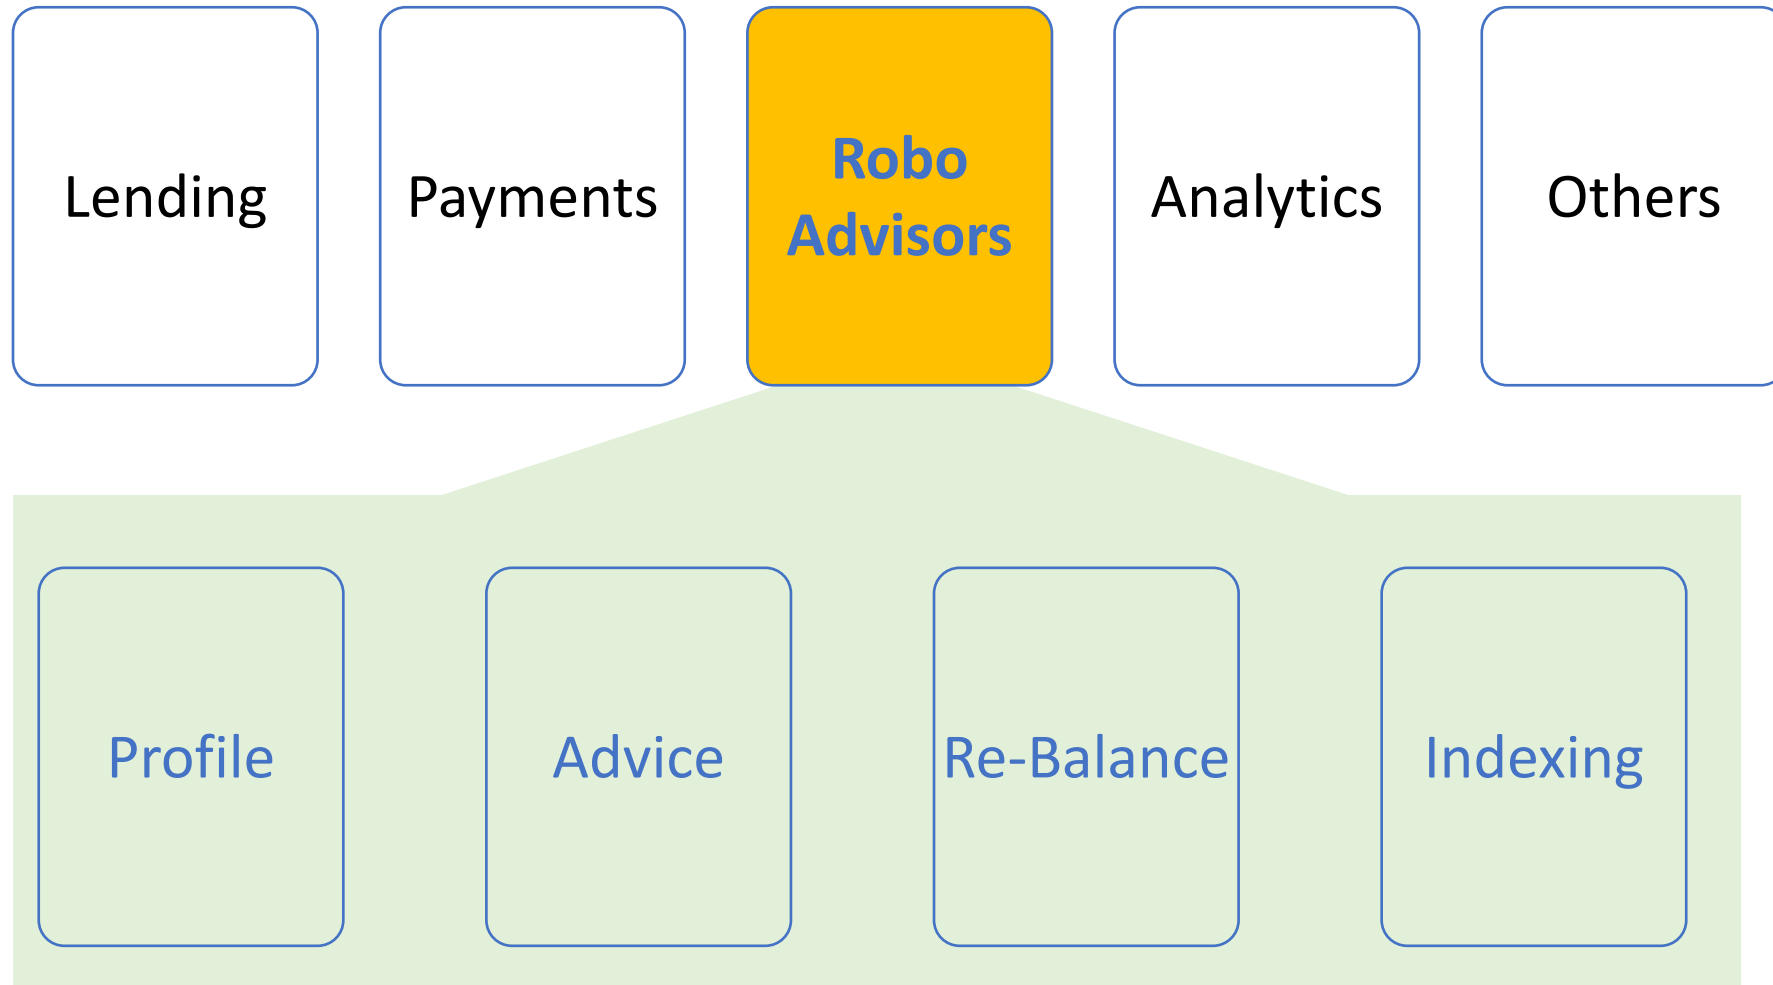 Lending
Payments
Robo
Advisors
Analytics
Others
Profile
Advice
Re-Balance
Indexing